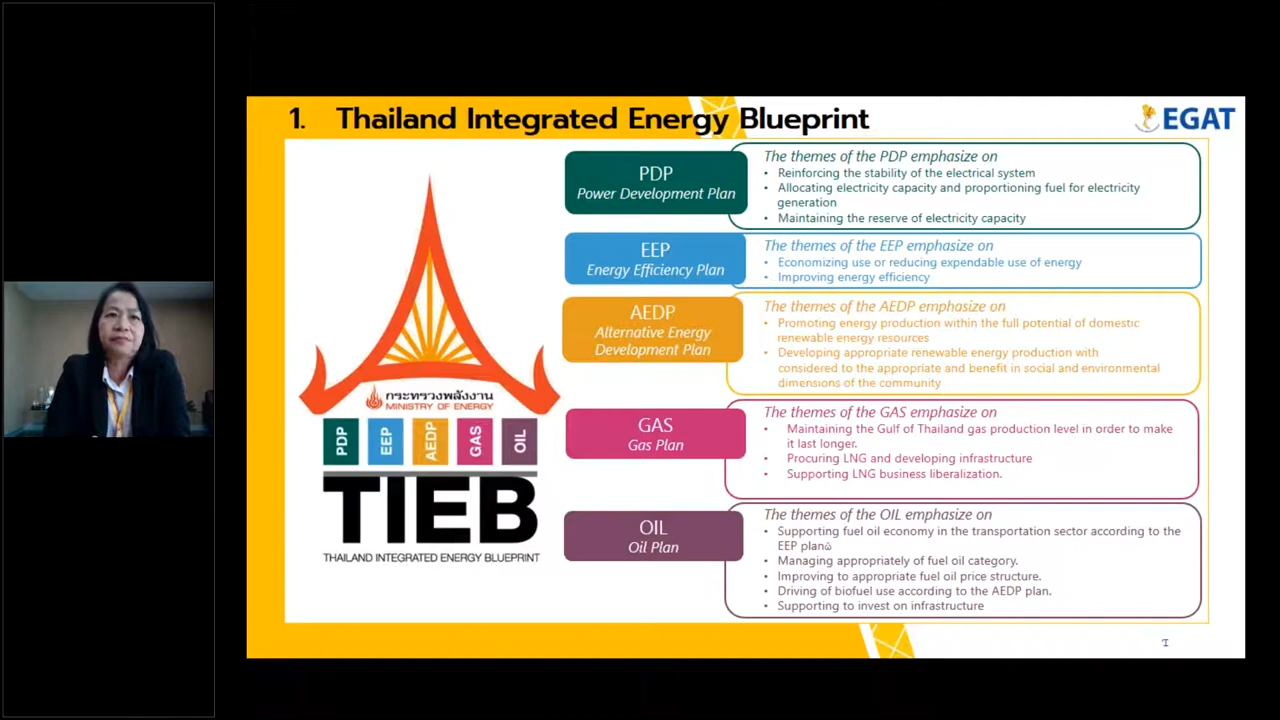 1. Thailand Integrated Energy Blueprint
EGAT
กระทรวงพลังงาน
MINISTRY OF ENERGY
PDP
EEP
AEDP
GAS
OIL
TIEB
THAILAND INTEGRATED ENERGY BLUEPRINT
PDP
Power Development Plan
The themes of the PDP emphasize on
• Reinforcing the stability of the electrical system
• Allocating electricity capacity and proportioning fuel for electricity
generation
• Maintaining the reserve of electricity capacity
EEP
Energy Efficiency Plan
The themes of the EEP emphasize on
• Economizing use or reducing expendable use of energy
• Improving energy efficiency
AEDP
Alternative Energy
Development Plan
The themes of the AEDP emphasize on
• Promoting energy production within the full potential of domestic
renewable energy resources
• Developing appropriate renewable energy production with
considered to the appropriate and benefit in social and environmental
dimensions of the community
GAS
Gas Plan
The themes of the GAS emphasize on
• Maintaining the Gulf of Thailand gas production level in order to make
it last longer.
• Procuring LNG and developing infrastructure
• Supporting LNG business liberalization.
OIL
Oil Plan
The themes of the OIL emphasize on
• Supporting fuel oil economy in the transportation sector according to the
EEP plan
• Managing appropriately of fuel oil category.
• Improving to appropriate fuel oil price structure.
• Driving of biofuel use according to the AEDP plan.
• Supporting to invest on infrastructure